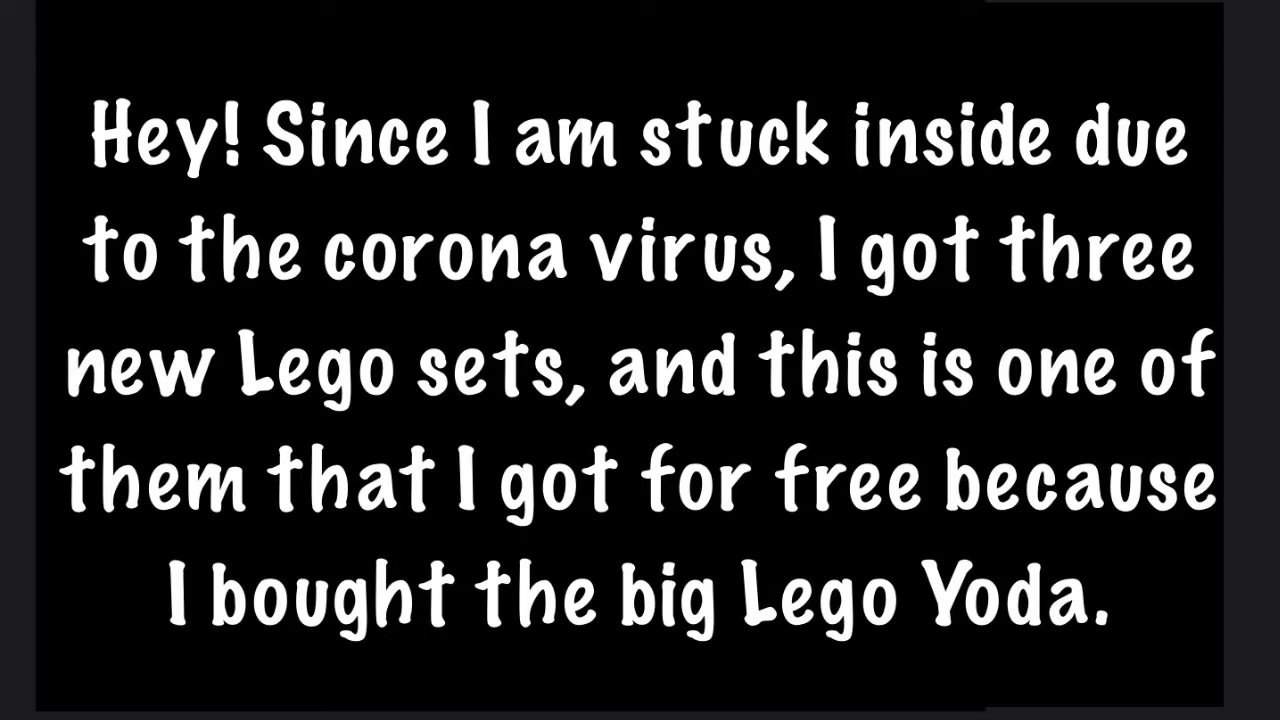 Hey! Since I am stuck inside due
to the corona virus, I got three
new Lego sets, and this is one of
them that I got for free because
I bought the big Lego Yoda.